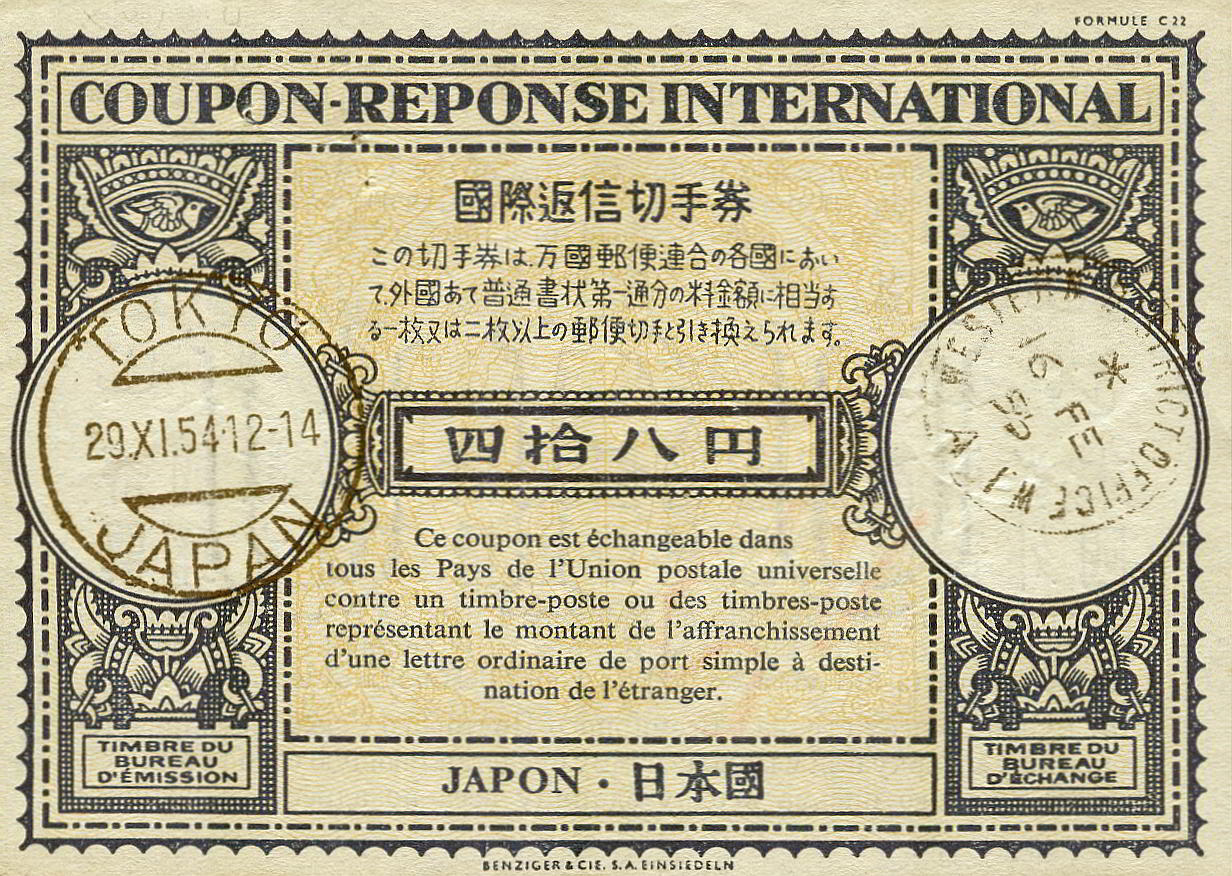 FORMULE C 22
COUPON-REPONSE INTERNATIONAL
國際返信切手券
この切手券は、万國郵便連合の各國におい
て、外國あて普通書状第一通分の料金額に相当す
る一枚又は二枚以上の郵便切手と引き換えられます。
TOKYO
29.XI.54·12-14
JAPAN
四拾八円
WESTERN DISTRICT OFFICE W.1
*
16 FE
A
Ce coupon est échangeable dans
tous les Pays de l'Union postale universelle
contre un timbre-poste ou des timbres-poste
représentant le montant de l'affranchissement
d'une lettre ordinaire de port simple à desti-
nation de l'étranger.
TIMBRE DU
BUREAU
D'ÉMISSION
JAPON · 日本國
TIMBRE DU
BUREAU
D'ÉCHANGE
BENZIGER & CIE. S.A. EINSIEDELN